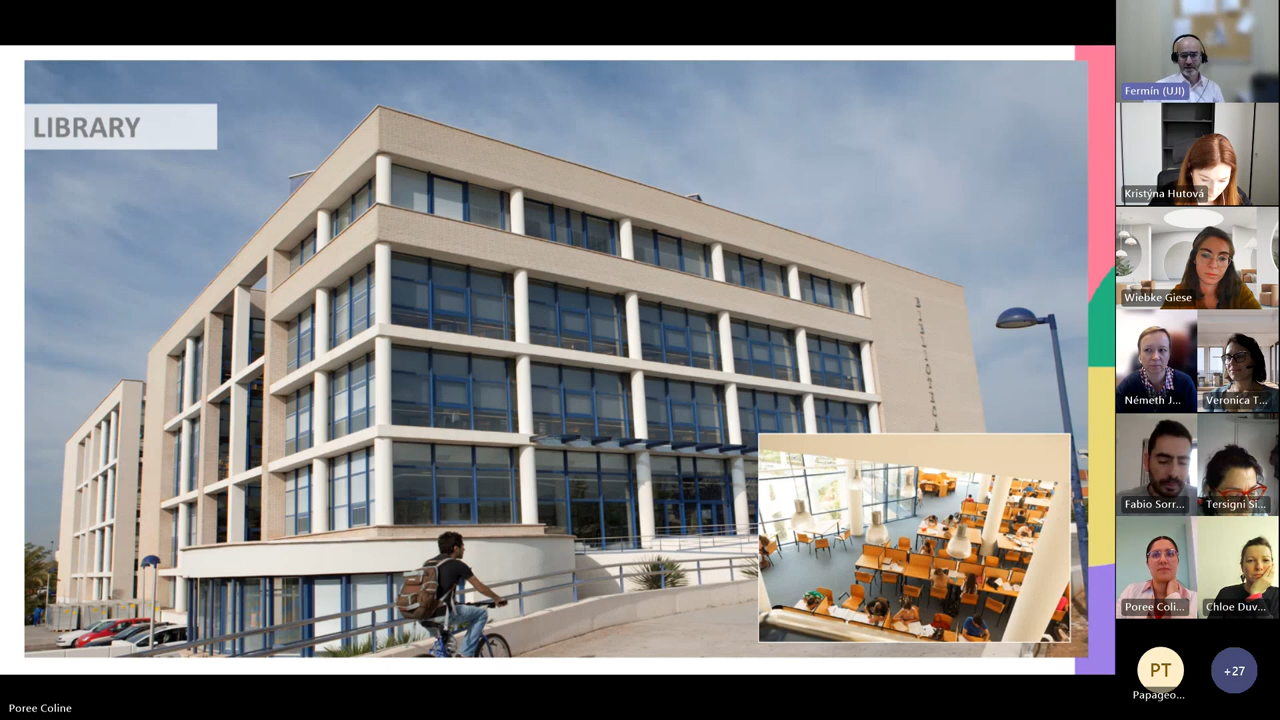 LIBRARY
BIBLIOTECA
Fermín (UJI)
Kristýna Hutová
Wiebke Giese
Németh J...
Veronica T...
Fabio Sorr...
Tersigni Si...
Poree Coli...
Chloe Duv...
PT
Papageo...
+27
Poree Coline